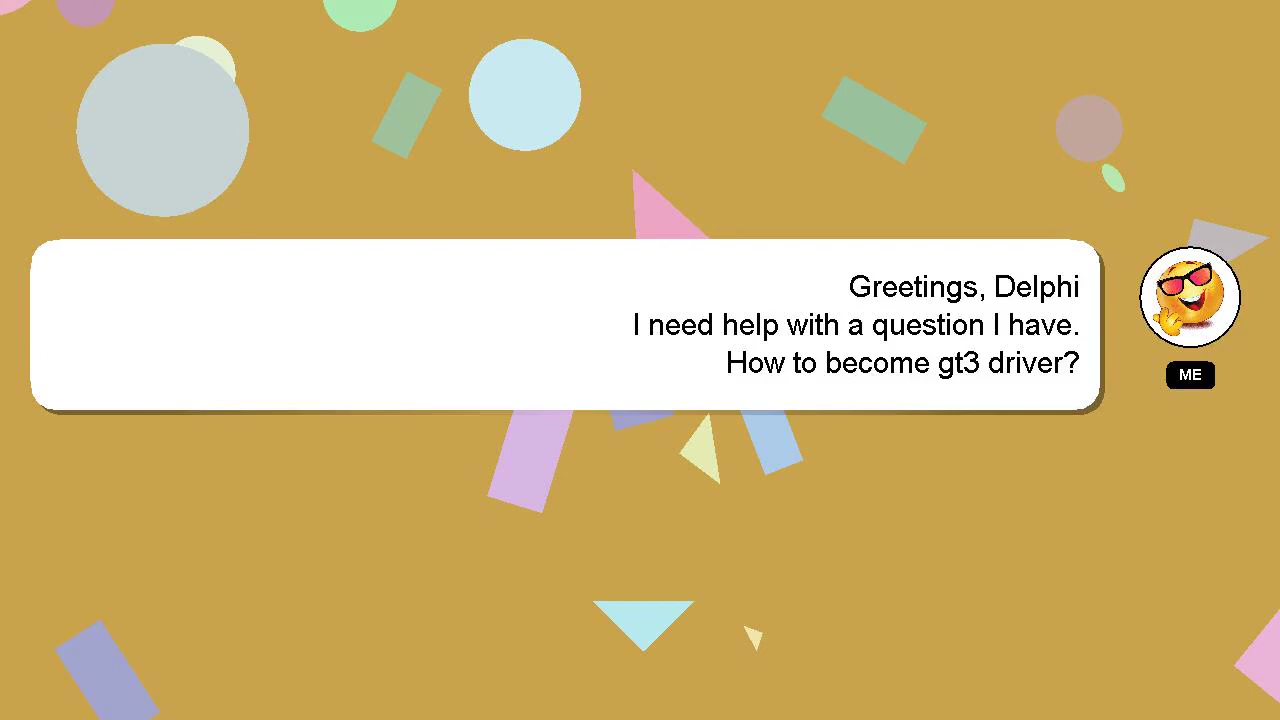 Greetings, Delphi
I need help with a question I have.
How to become gt3 driver?
ME